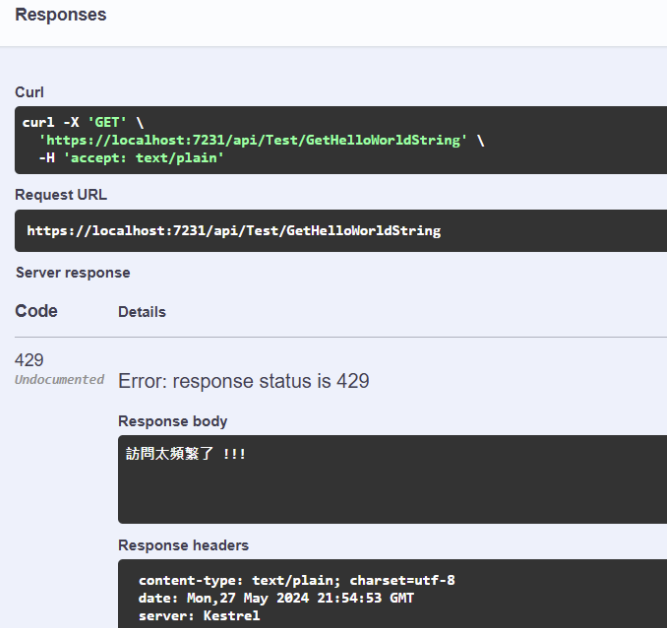 Responses
Curl
curl -X 'GET' \
'https://localhost:7231/api/Test/GetHelloWorldString' \
-H 'accept: text/plain'
Request URL
https://localhost:7231/api/Test/GetHelloWorldString
Server response
Code Details
429
Undocumented
Error: response status is 429
Response body
訪問太頻繁了 !!!
Response headers
content-type: text/plain; charset=utf-8
date: Mon,27 May 2024 21:54:53 GMT
server: Kestrel